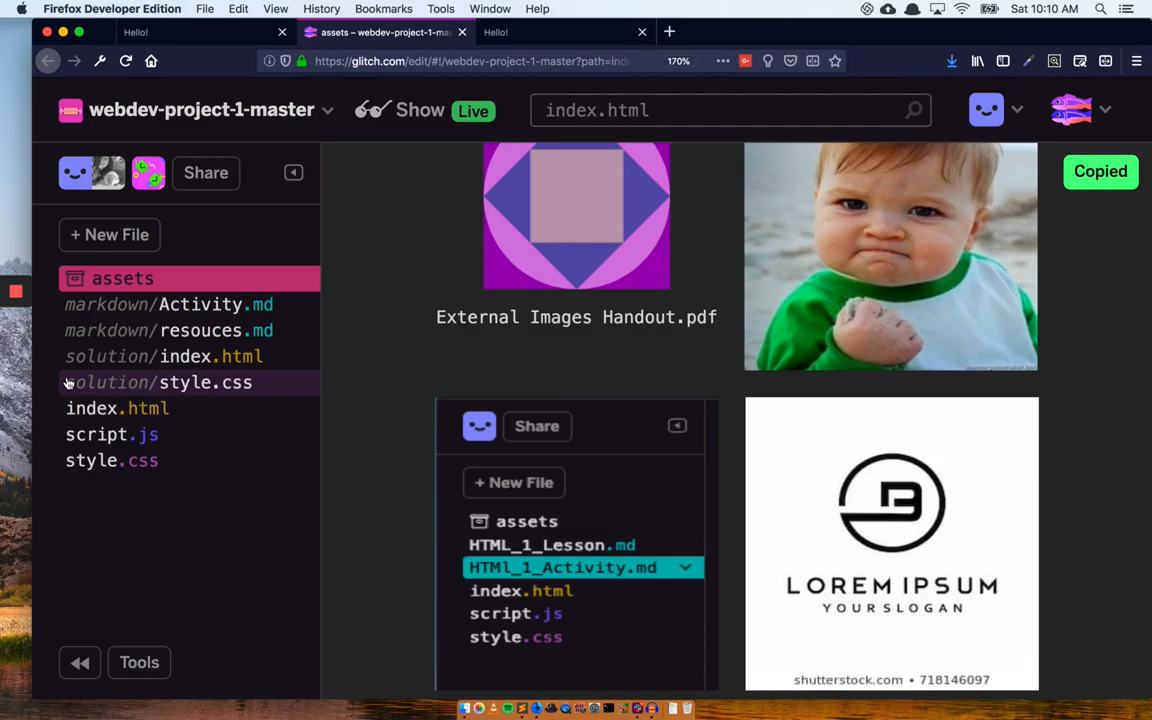 Firefox Developer Edition File Edit View History Bookmarks Tools Window Help Sat 10:10 AM
Hello! assets – webdev-project-1-mas Hello!
https://glitch.com/edit/#!/webdev-project-1-master?path=ind 170%
webdev-project-1-master Show Live index.html
Share
Copied
+ New File
assets
markdown/Activity.md
markdown/resouces.md
solution/index.html
solution/style.css
index.html
script.js
style.css
Tools
External Images Handout.pdf
Share
+ New File
assets
HTML_1_Lesson.md
HTMl_1_Activity.md
index.html
script.js
style.css
B
LOREM IPSUM
YOUR SLOGAN
shutterstock.com • 718146097